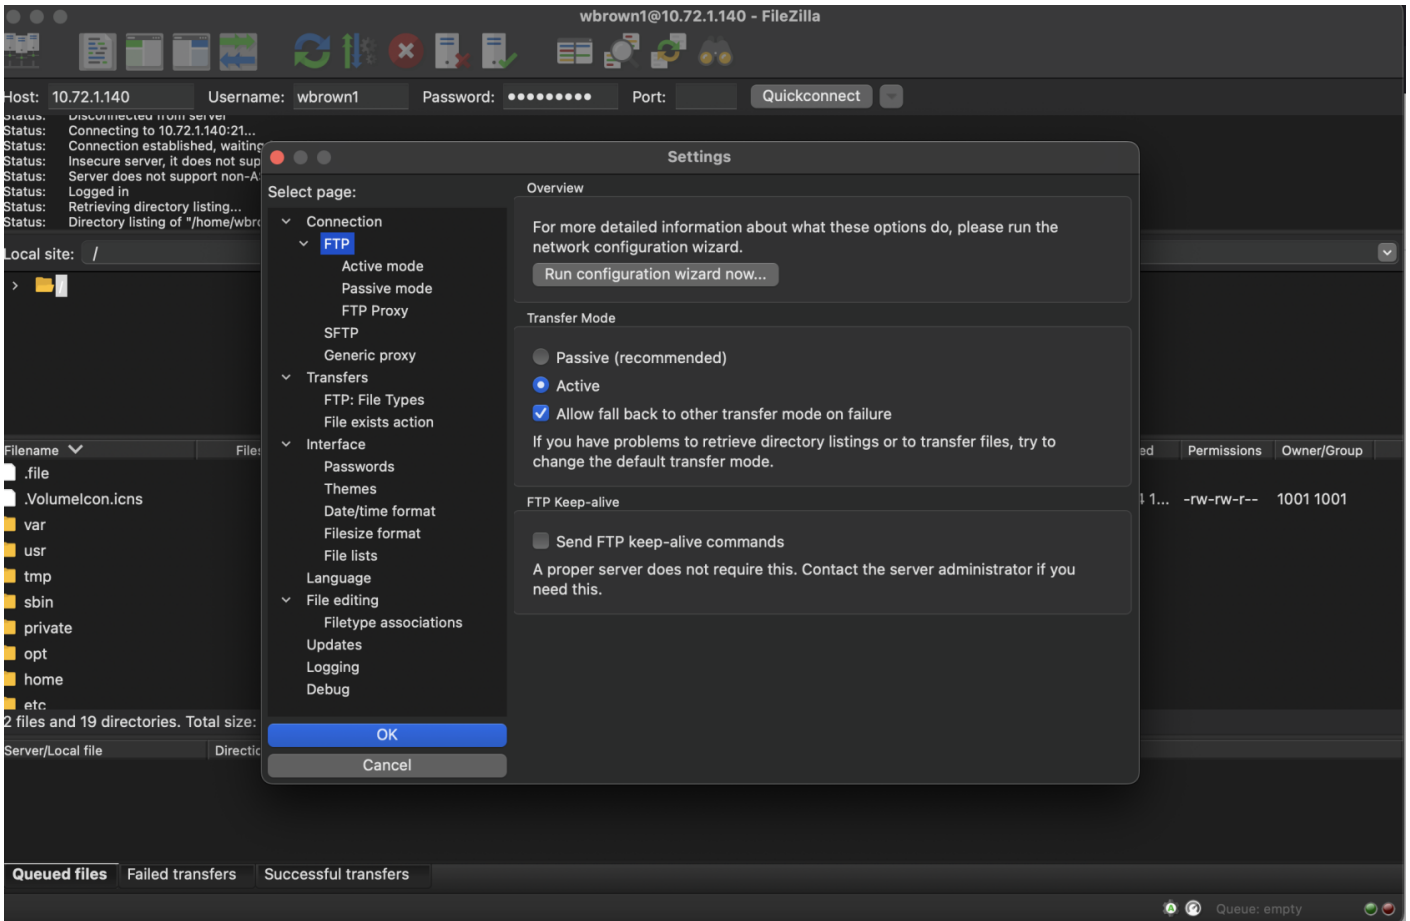 wbrown1@10.72.1.140 - FileZilla
Host: 10.72.1.140 Username: wbrown1 Password: ●●●●●●●●● Port: Quickconnect
Status: Disconnected from server
Status: Connecting to 10.72.1.140:21...
Status: Connection established, waiting
Status: Insecure server, it does not sup
Status: Server does not support non-A
Status: Logged in
Status: Retrieving directory listing...
Status: Directory listing of "/home/wbro
Local site: /
/
Filename Files
.file
.VolumeIcon.icns
var
usr
tmp
sbin
private
opt
home
etc
2 files and 19 directories. Total size:
Server/Local file Directio
Settings
Select page:
Connection
FTP
Active mode
Passive mode
FTP Proxy
SFTP
Generic proxy
Transfers
FTP: File Types
File exists action
Interface
Passwords
Themes
Date/time format
Filesize format
File lists
Language
File editing
Filetype associations
Updates
Logging
Debug
OK
Cancel
Overview
For more detailed information about what these options do, please run the
network configuration wizard.
Run configuration wizard now...
Transfer Mode
Passive (recommended)
Active
Allow fall back to other transfer mode on failure
If you have problems to retrieve directory listings or to transfer files, try to
change the default transfer mode.
FTP Keep-alive
Send FTP keep-alive commands
A proper server does not require this. Contact the server administrator if you
need this.
ed Permissions Owner/Group
1... -rw-rw-r-- 1001 1001
Queued files Failed transfers Successful transfers
Queue: empty